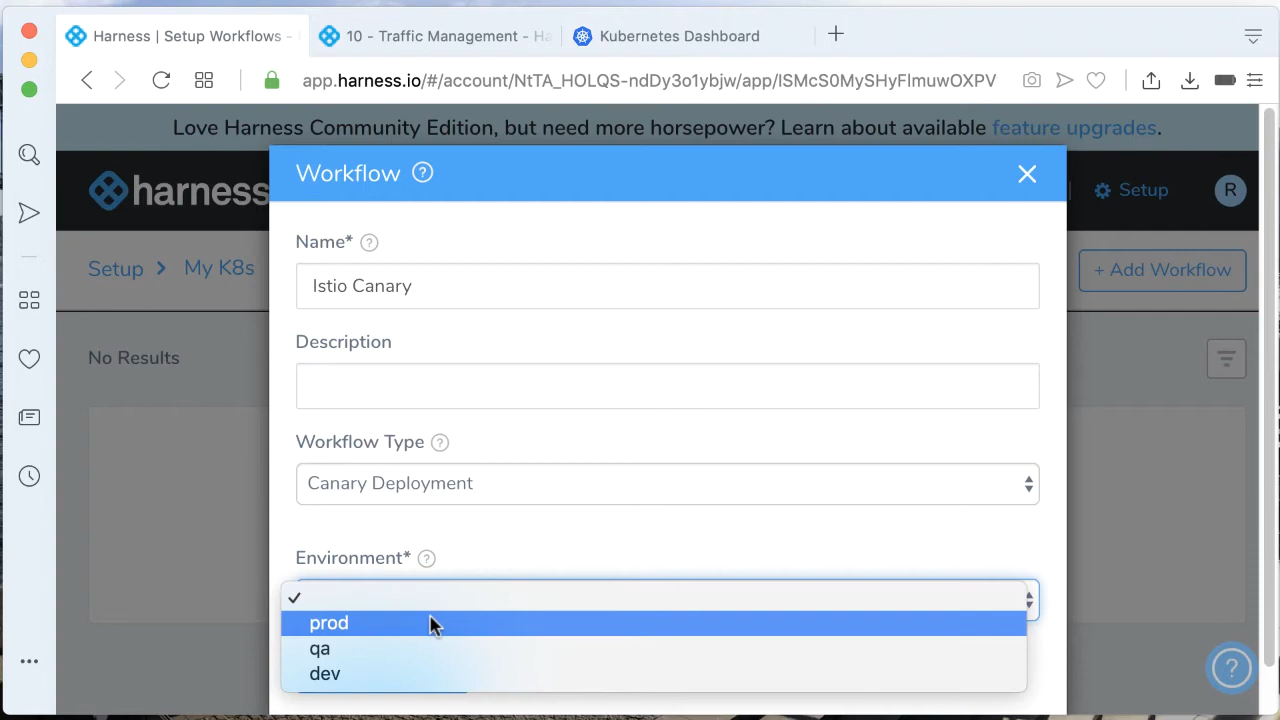 Harness | Setup Workflows -
10 - Traffic Management - Ha
Kubernetes Dashboard
app.harness.io/#/account/NtTA_HOLQS-ndDy3o1ybjw/app/ISMcS0MySHyFlmuwOXPV
Love Harness Community Edition, but need more horsepower? Learn about available feature upgrades.
harness
Setup
R
Workflow ?
Setup > My K8s
+ Add Workflow
Name* ?
Istio Canary
Description
No Results
Workflow Type ?
Canary Deployment
Environment* ?
prod
qa
dev
?